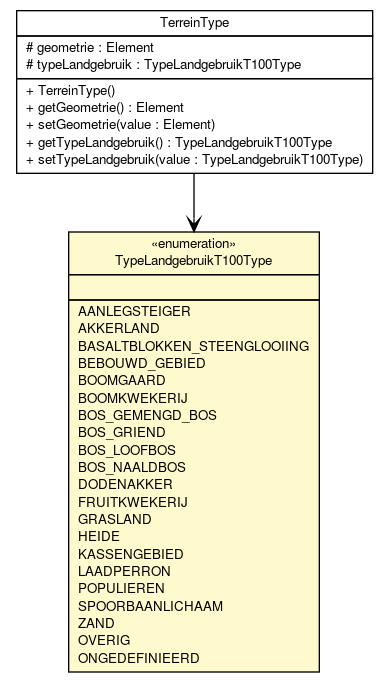 TerreinType
# geometrie : Element
# typeLandgebruik : TypeLandgebruikT100Type
+ TerreinType()
+ getGeometrie() : Element
+ setGeometrie(value : Element)
+ getTypeLandgebruik() : TypeLandgebruikT100Type
+ setTypeLandgebruik(value : TypeLandgebruikT100Type)
«enumeration»
TypeLandgebruikT100Type
AANLEGSTEIGER
AKKERLAND
BASALTBLOKKEN_STEENGLOOIING
BEBOUWD_GEBIED
BOOMGAARD
BOOMKWEKERIJ
BOS_GEMENGD_BOS
BOS_GRIEND
BOS_LOOFBOS
BOS_NAALDBOS
DODENAKKER
FRUITKWEKERIJ
GRASLAND
HEIDE
KASSENGEBIED
LAADPERRON
POPULIEREN
SPOORBAANLICHAAM
ZAND
OVERIG
ONGEDEFINIEERD